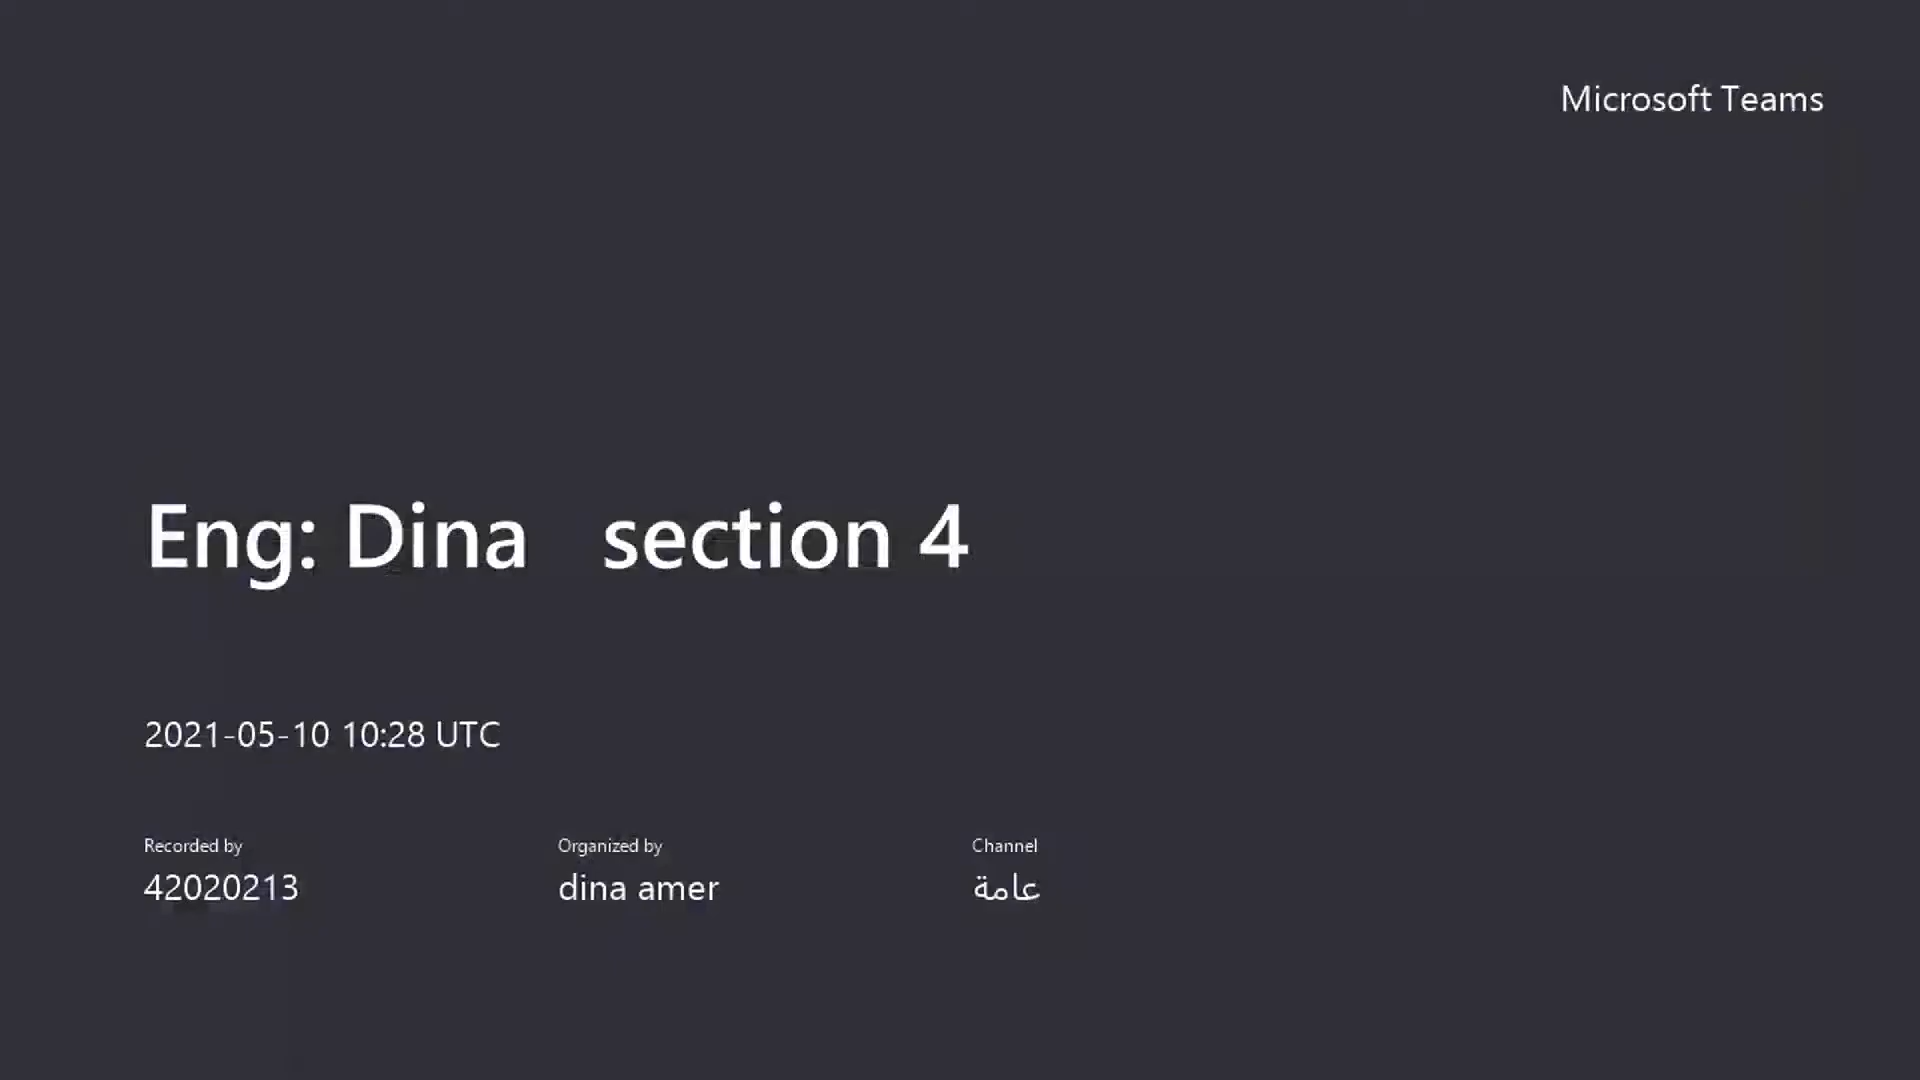 Microsoft Teams
Eng: Dina section 4
2021-05-10 10:28 UTC
Recorded by
42020213
Organized by
dina amer
Channel
عامة